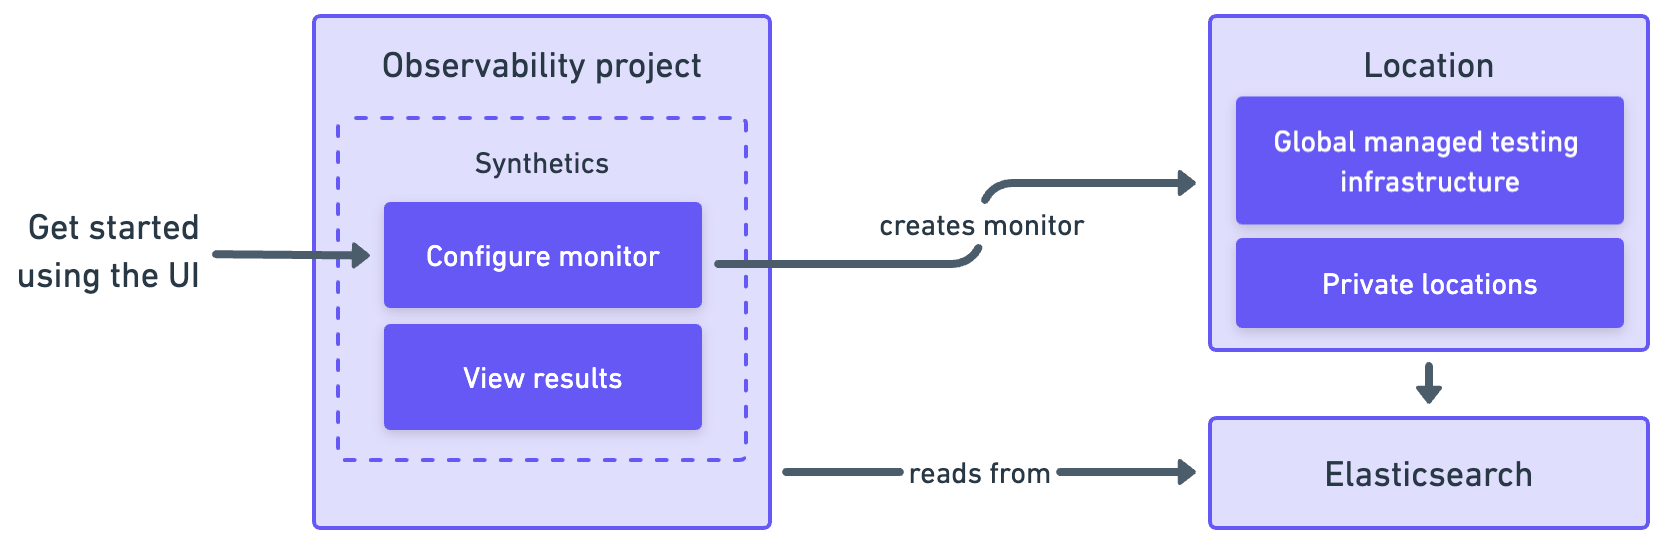 Get started
using the UI
Observability project
Synthetics
Configure monitor
View results
creates monitor
reads from
Location
Global managed testing
infrastructure
Private locations
Elasticsearch